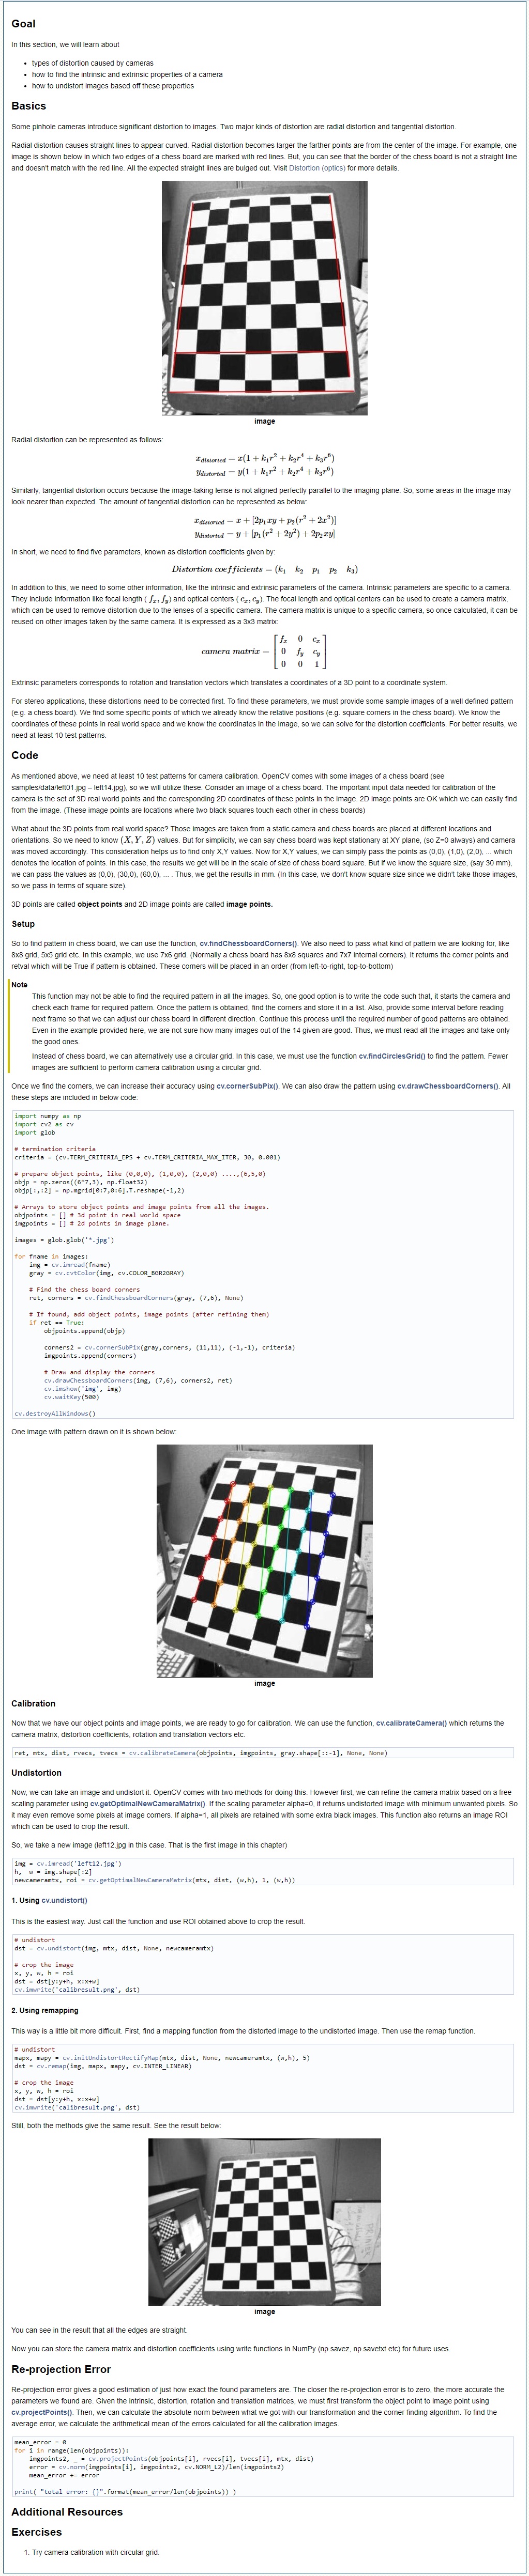 Goal
In this section, we will learn about
• types of distortion caused by cameras
• how to find the intrinsic and extrinsic properties of a camera
• how to undistort images based off these properties
Basics
Some pinhole cameras introduce significant distortion to images. Two major kinds of distortion are radial distortion and tangential distortion.
Radial distortion causes straight lines to appear curved. Radial distortion becomes larger the farther points are from the center of the image. For example, one
image is shown below in which two edges of a chess board are marked with red lines. But, you can see that the border of the chess board is not a straight line
and doesn't match with the red line. All the expected straight lines are bulged out. Visit Distortion (optics) for more details.
image
Radial distortion can be represented as follows:
x_distorted = x(1 + k₁r² + k₂r⁴ + k₃r⁶)
y_distorted = y(1 + k₁r² + k₂r⁴ + k₃r⁶)
Similarly, tangential distortion occurs because the image-taking lense is not aligned perfectly parallel to the imaging plane. So, some areas in the image may
look nearer than expected. The amount of tangential distortion can be represented as below:
x_distorted = x + [2p₁xy + p₂(r² + 2x²)]
y_distorted = y + [p₁(r² + 2y²) + 2p₂xy]
In short, we need to find five parameters, known as distortion coefficients given by:
Distortion coefficients = (k₁ k₂ p₁ p₂ k₃)
In addition to this, we need to some other information, like the intrinsic and extrinsic parameters of the camera. Intrinsic parameters are specific to a camera.
They include information like focal length ( fₓ, f_y) and optical centers ( cₓ, c_y). The focal length and optical centers can be used to create a camera matrix,
which can be used to remove distortion due to the lenses of a specific camera. The camera matrix is unique to a specific camera, so once calculated, it can be
reused on other images taken by the same camera. It is expressed as a 3x3 matrix:
fₓ 0 cₓ
camera matrix = 0 f_y c_y
0 0 1
Extrinsic parameters corresponds to rotation and translation vectors which translates a coordinates of a 3D point to a coordinate system.
For stereo applications, these distortions need to be corrected first. To find these parameters, we must provide some sample images of a well defined pattern
(e.g. a chess board). We find some specific points of which we already know the relative positions (e.g. square corners in the chess board). We know the
coordinates of these points in real world space and we know the coordinates in the image, so we can solve for the distortion coefficients. For better results, we
need at least 10 test patterns.
Code
As mentioned above, we need at least 10 test patterns for camera calibration. OpenCV comes with some images of a chess board (see
samples/data/left01.jpg – left14.jpg), so we will utilize these. Consider an image of a chess board. The important input data needed for calibration of the
camera is the set of 3D real world points and the corresponding 2D coordinates of these points in the image. 2D image points are OK which we can easily find
from the image. (These image points are locations where two black squares touch each other in chess boards)
What about the 3D points from real world space? Those images are taken from a static camera and chess boards are placed at different locations and
orientations. So we need to know (X, Y, Z) values. But for simplicity, we can say chess board was kept stationary at XY plane, (so Z=0 always) and camera
was moved accordingly. This consideration helps us to find only X,Y values. Now for X,Y values, we can simply pass the points as (0,0), (1,0), (2,0), ... which
denotes the location of points. In this case, the results we get will be in the scale of size of chess board square. But if we know the square size, (say 30 mm),
we can pass the values as (0,0), (30,0), (60,0), ... . Thus, we get the results in mm. (In this case, we don't know square size since we didn't take those images,
so we pass in terms of square size).
3D points are called object points and 2D image points are called image points.
Setup
So to find pattern in chess board, we can use the function, cv.findChessboardCorners(). We also need to pass what kind of pattern we are looking for, like
8x8 grid, 5x5 grid etc. In this example, we use 7x6 grid. (Normally a chess board has 8x8 squares and 7x7 internal corners). It returns the corner points and
retval which will be True if pattern is obtained. These corners will be placed in an order (from left-to-right, top-to-bottom)
Note
This function may not be able to find the required pattern in all the images. So, one good option is to write the code such that, it starts the camera and
check each frame for required pattern. Once the pattern is obtained, find the corners and store it in a list. Also, provide some interval before reading
next frame so that we can adjust our chess board in different direction. Continue this process until the required number of good patterns are obtained.
Even in the example provided here, we are not sure how many images out of the 14 given are good. Thus, we must read all the images and take only
the good ones.
Instead of chess board, we can alternatively use a circular grid. In this case, we must use the function cv.findCirclesGrid() to find the pattern. Fewer
images are sufficient to perform camera calibration using a circular grid.
Once we find the corners, we can increase their accuracy using cv.cornerSubPix(). We can also draw the pattern using cv.drawChessboardCorners(). All
these steps are included in below code:
import numpy as np
import cv2 as cv
import glob
# termination criteria
criteria = (cv.TERM_CRITERIA_EPS + cv.TERM_CRITERIA_MAX_ITER, 30, 0.001)
# prepare object points, like (0,0,0), (1,0,0), (2,0,0) ....,(6,5,0)
objp = np.zeros((6*7,3), np.float32)
objp[:,:2] = np.mgrid[0:7,0:6].T.reshape(-1,2)
# Arrays to store object points and image points from all the images.
objpoints = [] # 3d point in real world space
imgpoints = [] # 2d points in image plane.
images = glob.glob('*.jpg')
for fname in images:
img = cv.imread(fname)
gray = cv.cvtColor(img, cv.COLOR_BGR2GRAY)
# Find the chess board corners
ret, corners = cv.findChessboardCorners(gray, (7,6), None)
# If found, add object points, image points (after refining them)
if ret == True:
objpoints.append(objp)
corners2 = cv.cornerSubPix(gray,corners, (11,11), (-1,-1), criteria)
imgpoints.append(corners)
# Draw and display the corners
cv.drawChessboardCorners(img, (7,6), corners2, ret)
cv.imshow('img', img)
cv.waitKey(500)
cv.destroyAllWindows()
One image with pattern drawn on it is shown below:
image
Calibration
Now that we have our object points and image points, we are ready to go for calibration. We can use the function, cv.calibrateCamera() which returns the
camera matrix, distortion coefficients, rotation and translation vectors etc.
ret, mtx, dist, rvecs, tvecs = cv.calibrateCamera(objpoints, imgpoints, gray.shape[::-1], None, None)
Undistortion
Now, we can take an image and undistort it. OpenCV comes with two methods for doing this. However first, we can refine the camera matrix based on a free
scaling parameter using cv.getOptimalNewCameraMatrix(). If the scaling parameter alpha=0, it returns undistorted image with minimum unwanted pixels. So
it may even remove some pixels at image corners. If alpha=1, all pixels are retained with some extra black images. This function also returns an image ROI
which can be used to crop the result.
So, we take a new image (left12.jpg in this case. That is the first image in this chapter)
img = cv.imread('left12.jpg')
h, w = img.shape[:2]
newcameramtx, roi = cv.getOptimalNewCameraMatrix(mtx, dist, (w,h), 1, (w,h))
1. Using cv.undistort()
This is the easiest way. Just call the function and use ROI obtained above to crop the result.
# undistort
dst = cv.undistort(img, mtx, dist, None, newcameramtx)
# crop the image
x, y, w, h = roi
dst = dst[y:y+h, x:x+w]
cv.imwrite('calibresult.png', dst)
2. Using remapping
This way is a little bit more difficult. First, find a mapping function from the distorted image to the undistorted image. Then use the remap function.
# undistort
mapx, mapy = cv.initUndistortRectifyMap(mtx, dist, None, newcameramtx, (w,h), 5)
dst = cv.remap(img, mapx, mapy, cv.INTER_LINEAR)
# crop the image
x, y, w, h = roi
dst = dst[y:y+h, x:x+w]
cv.imwrite('calibresult.png', dst)
Still, both the methods give the same result. See the result below:
image
You can see in the result that all the edges are straight.
Now you can store the camera matrix and distortion coefficients using write functions in NumPy (np.savez, np.savetxt etc) for future uses.
Re-projection Error
Re-projection error gives a good estimation of just how exact the found parameters are. The closer the re-projection error is to zero, the more accurate the
parameters we found are. Given the intrinsic, distortion, rotation and translation matrices, we must first transform the object point to image point using
cv.projectPoints(). Then, we can calculate the absolute norm between what we got with our transformation and the corner finding algorithm. To find the
average error, we calculate the arithmetical mean of the errors calculated for all the calibration images.
mean_error = 0
for i in range(len(objpoints)):
imgpoints2, _ = cv.projectPoints(objpoints[i], rvecs[i], tvecs[i], mtx, dist)
error = cv.norm(imgpoints[i], imgpoints2, cv.NORM_L2)/len(imgpoints2)
mean_error += error
print( "total error: {}".format(mean_error/len(objpoints)) )
Additional Resources
Exercises
1. Try camera calibration with circular grid.